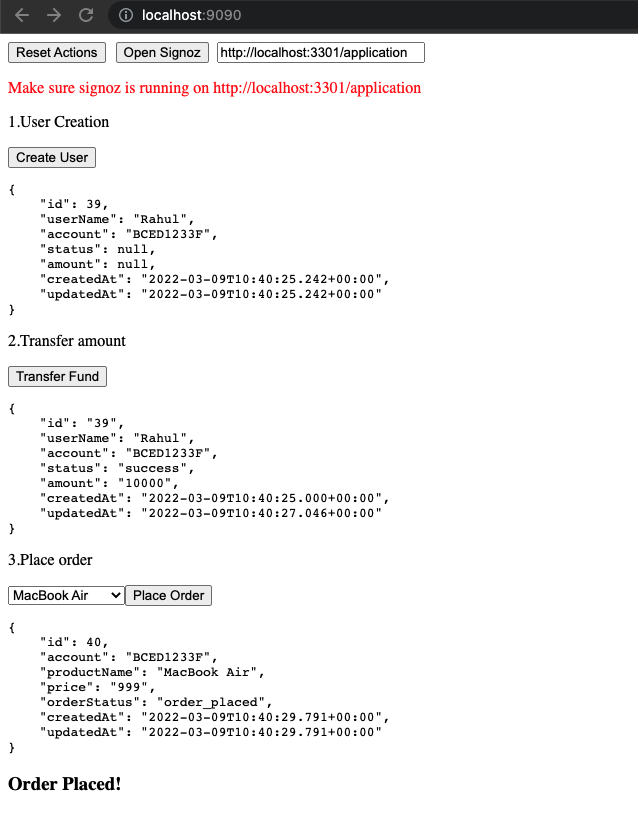 localhost:9090
Reset Actions Open Signoz http://localhost:3301/application
Make sure signoz is running on http://localhost:3301/application
1.User Creation
Create User
{
    "id": 39,
    "userName": "Rahul",
    "account": "BCED1233F",
    "status": null,
    "amount": null,
    "createdAt": "2022-03-09T10:40:25.242+00:00",
    "updatedAt": "2022-03-09T10:40:25.242+00:00"
}
2.Transfer amount
Transfer Fund
{
    "id": "39",
    "userName": "Rahul",
    "account": "BCED1233F",
    "status": "success",
    "amount": "10000",
    "createdAt": "2022-03-09T10:40:25.000+00:00",
    "updatedAt": "2022-03-09T10:40:27.046+00:00"
}
3.Place order
MacBook Air Place Order
{
    "id": 40,
    "account": "BCED1233F",
    "productName": "MacBook Air",
    "price": "999",
    "orderStatus": "order_placed",
    "createdAt": "2022-03-09T10:40:29.791+00:00",
    "updatedAt": "2022-03-09T10:40:29.791+00:00"
}
Order Placed!